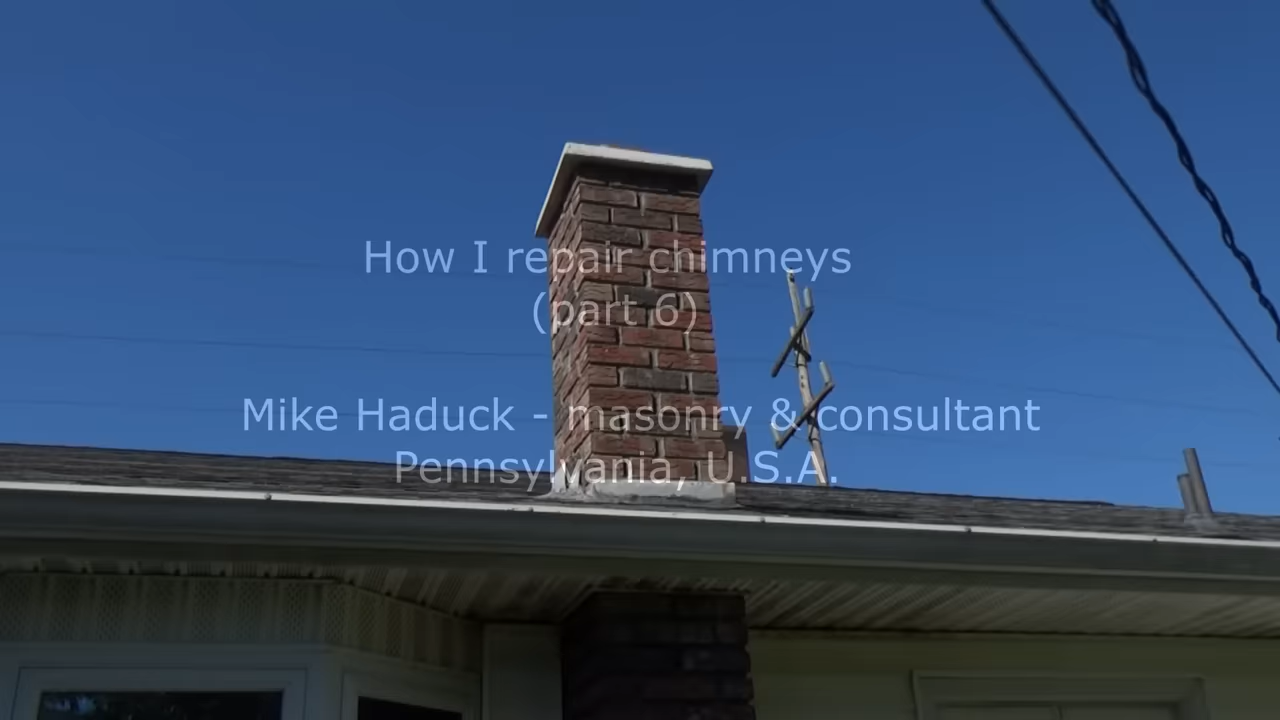 How I repair chimneys
(part 6)
Mike Haduck - masonry & consultant
Pennsylvania, U.S.A.